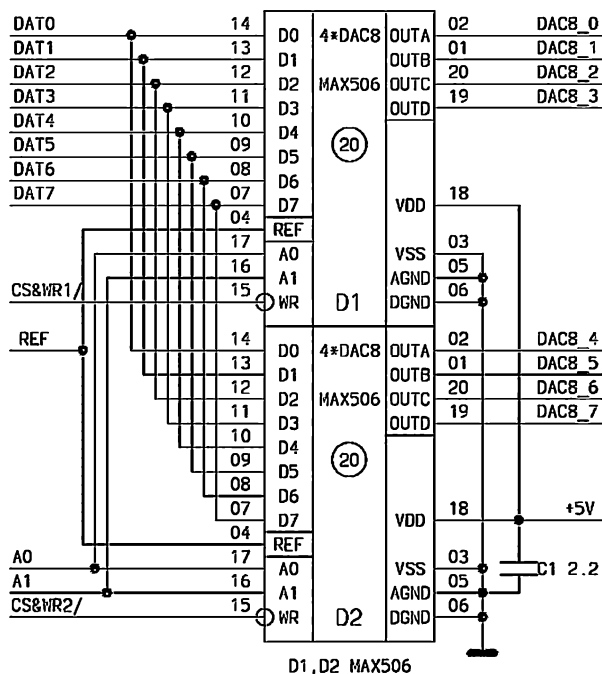 DAT0 14 D0 4*DAC8 OUTA 02 DAC8_0
DAT1 13 D1 OUTB 01 DAC8_1
DAT2 12 D2 MAX506 OUTC 20 DAC8_2
DAT3 11 D3 OUTD 19 DAC8_3
DAT4 10 D4
DAT5 09 D5 20
DAT6 08 D6
DAT7 07 D7 VDD 18
04 REF
17 A0 VSS 03
16 A1 AGND 05
CS&WR1/ 15 WR D1 DGND 06
REF 14 D0 4*DAC8 OUTA 02 DAC8_4
13 D1 OUTB 01 DAC8_5
12 D2 MAX506 OUTC 20 DAC8_6
11 D3 OUTD 19 DAC8_7
10 D4
09 D5 20
08 D6
07 D7 VDD 18 +5V
04 REF
A0 17 A0 VSS 03 C1 2.2
A1 16 A1 AGND 05
CS&WR2/ 15 WR D2 DGND 06
D1,D2 MAX506